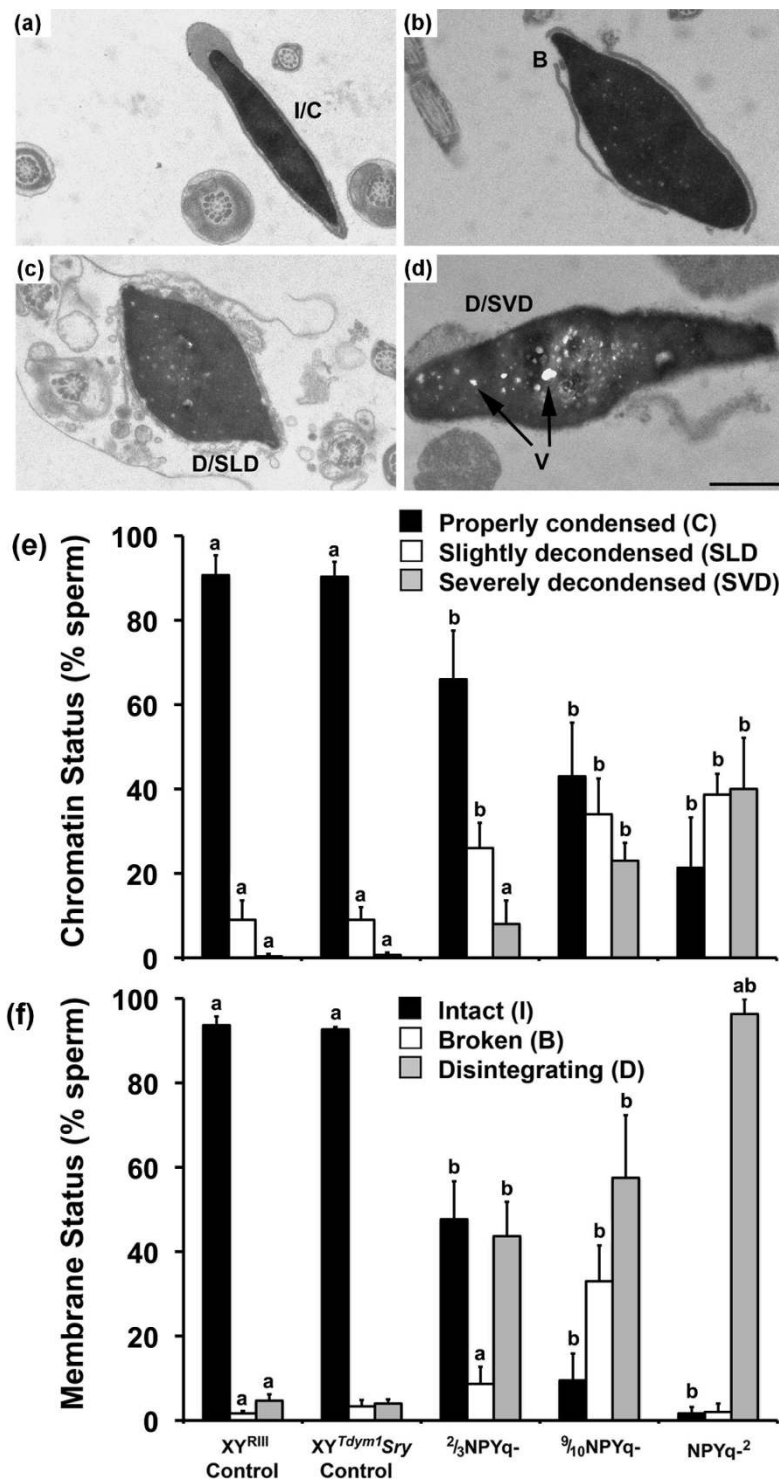 (a)
I/C
(b)
B
(c)
D/SLD
(d)
D/SVD
V
(e)
Properly condensed (C)
Slightly decondensed (SLD
Severely decondensed (SVD)
Chromatin Status (% sperm)
100
80
60
40
20
0
a
a
a
a
a
a
b
b
a
b
b
b
b
b
b
(f)
Intact (I)
Broken (B)
Disintegrating (D)
Membrane Status (% sperm)
100
80
60
40
20
0
a
a
a
a
b
a
b
b
b
b
b
ab
XY^RIII Control
XY^Tdym1Sry Control
2/3NPYq-
9/10NPYq-
NPYq-2